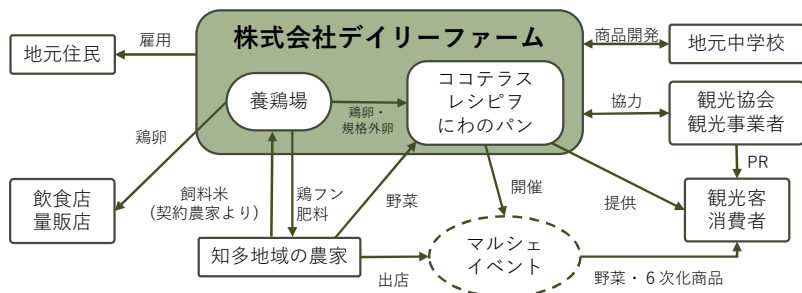 株式会社デイリーファーム
雇用
商品開発
地元住民
地元中学校
養鶏場
ココテラス
レシピヲ
にわのパン
鶏卵・
規格外卵
協力
観光協会
観光事業者
鶏卵
PR
飲食店
量販店
飼料米
(契約農家より)
鶏フン
肥料
野菜
開催
提供
観光客
消費者
知多地域の農家
出店
マルシェ
イベント
野菜・６次化商品